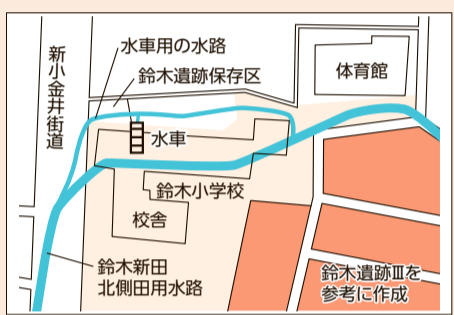 新小金井街道
水車用の水路
鈴木遺跡保存区
体育館
水車
鈴木小学校
校舎
鈴木新田
北側田用水路
鈴木遺跡Ⅲを
参考に作成